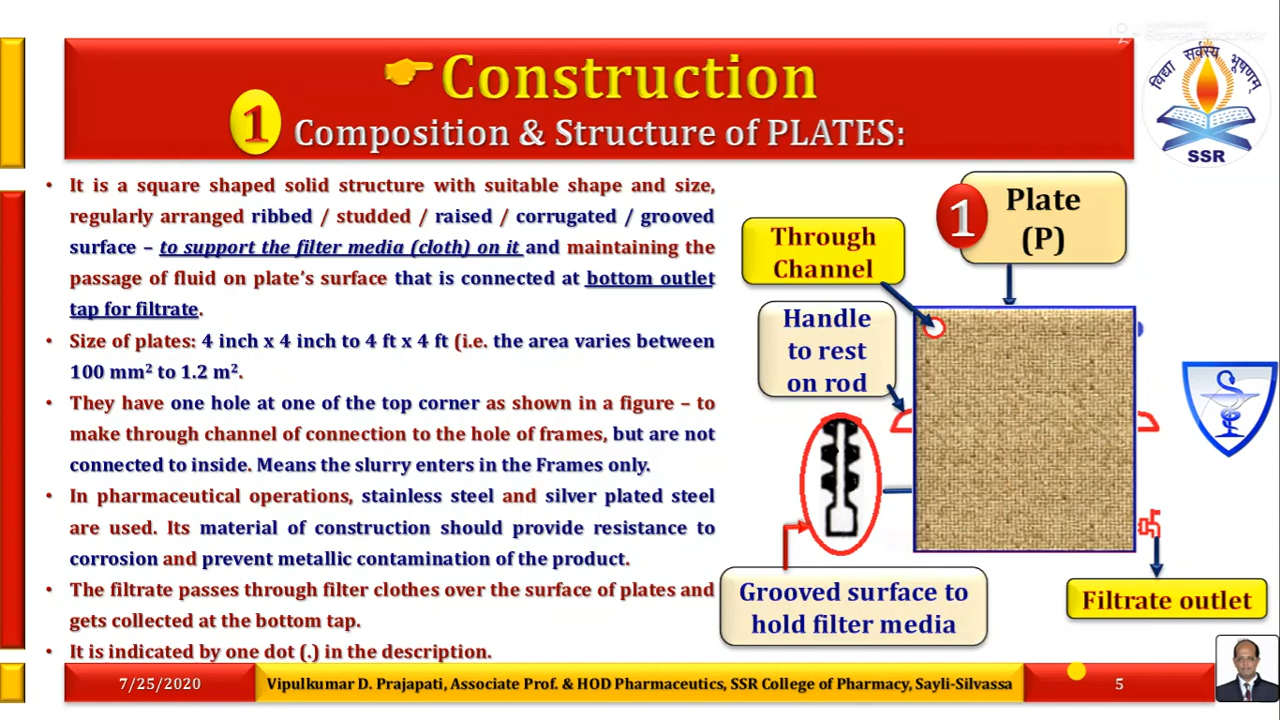 Construction
1 Composition & Structure of PLATES:
विद्या सर्वस्य भूषणम्
SSR
• It is a square shaped solid structure with suitable shape and size,
regularly arranged ribbed / studded / raised / corrugated / grooved
surface – to support the filter media (cloth) on it and maintaining the
passage of fluid on plate's surface that is connected at bottom outlet
tap for filtrate.
• Size of plates: 4 inch x 4 inch to 4 ft x 4 ft (i.e. the area varies between
100 mm² to 1.2 m².
• They have one hole at one of the top corner as shown in a figure – to
make through channel of connection to the hole of frames, but are not
connected to inside. Means the slurry enters in the Frames only.
• In pharmaceutical operations, stainless steel and silver plated steel
are used. Its material of construction should provide resistance to
corrosion and prevent metallic contamination of the product.
• The filtrate passes through filter clothes over the surface of plates and
gets collected at the bottom tap.
• It is indicated by one dot (.) in the description.
1
Plate
(P)
Through
Channel
Handle
to rest
on rod
Grooved surface to
hold filter media
Filtrate outlet
7/25/2020
Vipulkumar D. Prajapati, Associate Prof. & HOD Pharmaceutics, SSR College of Pharmacy, Sayli-Silvassa
5